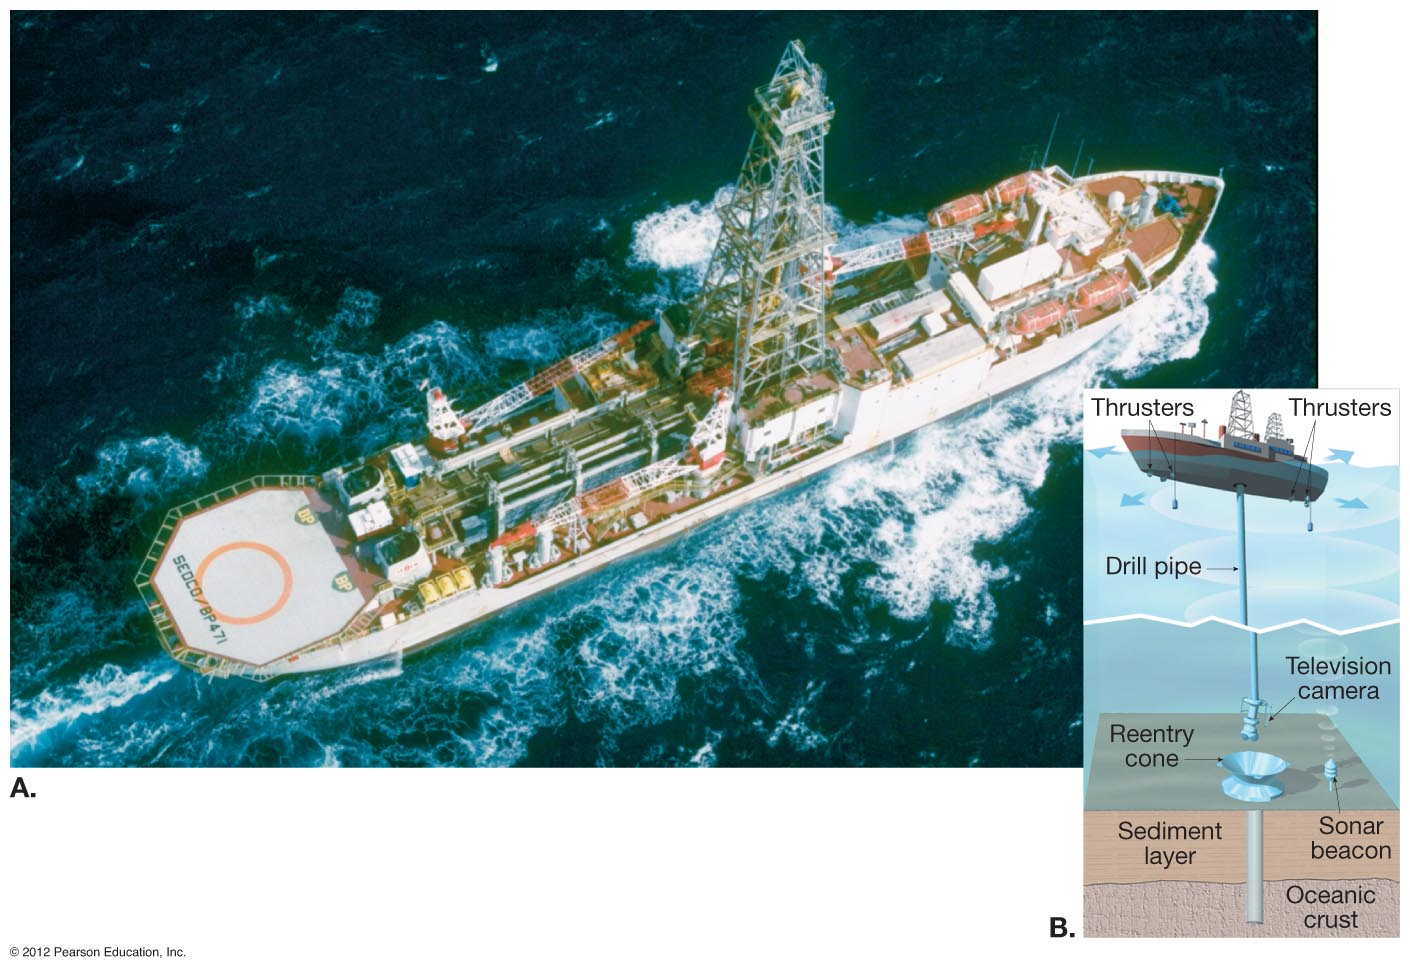 SEDCO/BP471
BP
BP
A.
Thrusters
Thrusters
Drill pipe
Television
camera
Reentry
cone
Sediment
layer
Sonar
beacon
Oceanic
crust
B.
© 2012 Pearson Education, Inc.